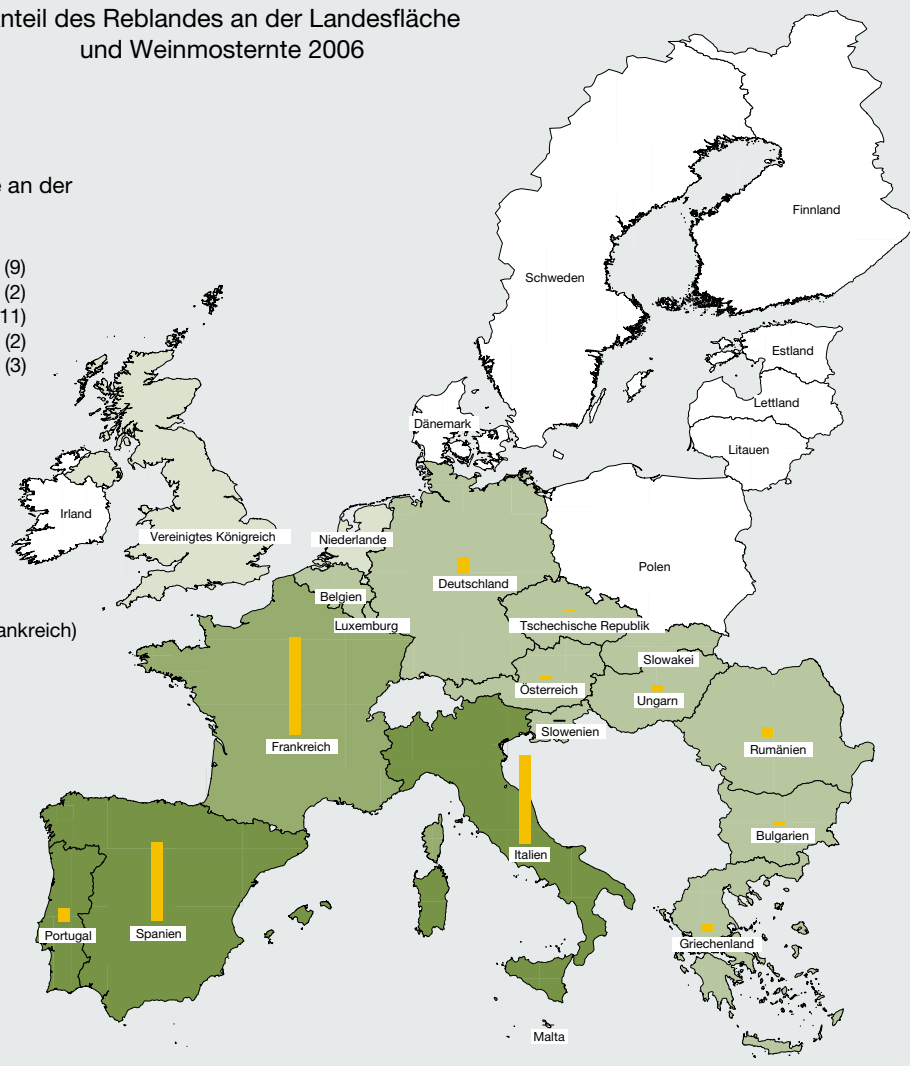 nteil des Reblandes an der Landesfläche
und Weinmosternte 2006
an der
(9)
(2)
11)
(2)
(3)
Finnland
Schweden
Estland
Lettland
Dänemark
Litauen
Irland
Vereinigtes Königreich
Niederlande
Polen
Deutschland
Belgien
Luxemburg
Tschechische Republik
ankreich)
Slowakei
Österreich
Ungarn
Slowenien
Frankreich
Rumänien
Bulgarien
Italien
Portugal
Spanien
Griechenland
Malta